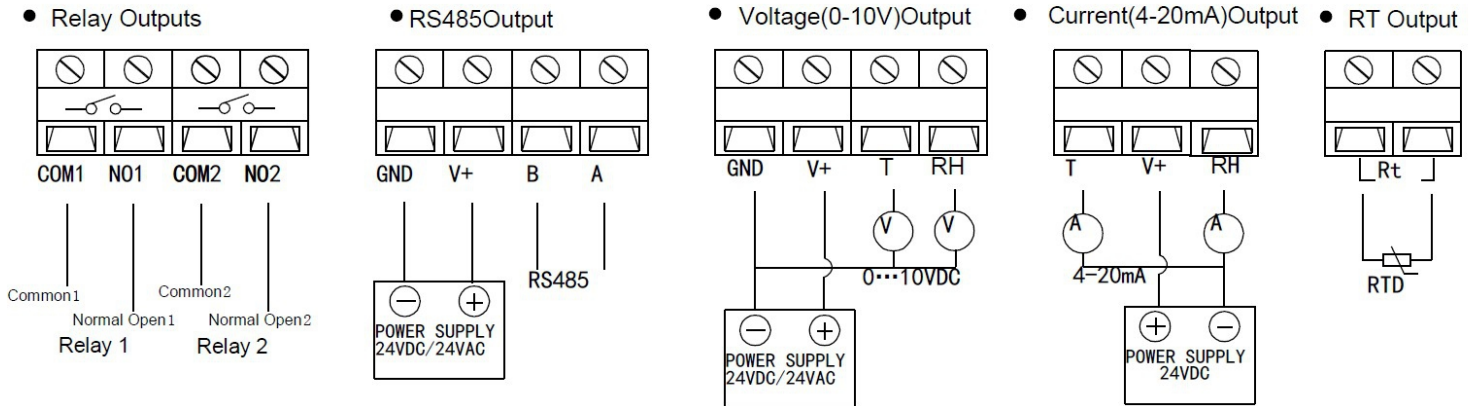 ● Relay Outputs
COM1 NO1 COM2 NO2
Common1
Common2
Normal Open1
Normal Open2
Relay 1
Relay 2
● RS485Output
GND V+ B A
RS485
POWER SUPPLY
24VDC/24VAC
● Voltage(0-10V)Output
GND V+ T RH
V V
0···10VDC
POWER SUPPLY
24VDC/24VAC
● Current(4-20mA)Output
T V+ RH
A A
4-20mA
POWER SUPPLY
24VDC
● RT Output
Rt
RTD